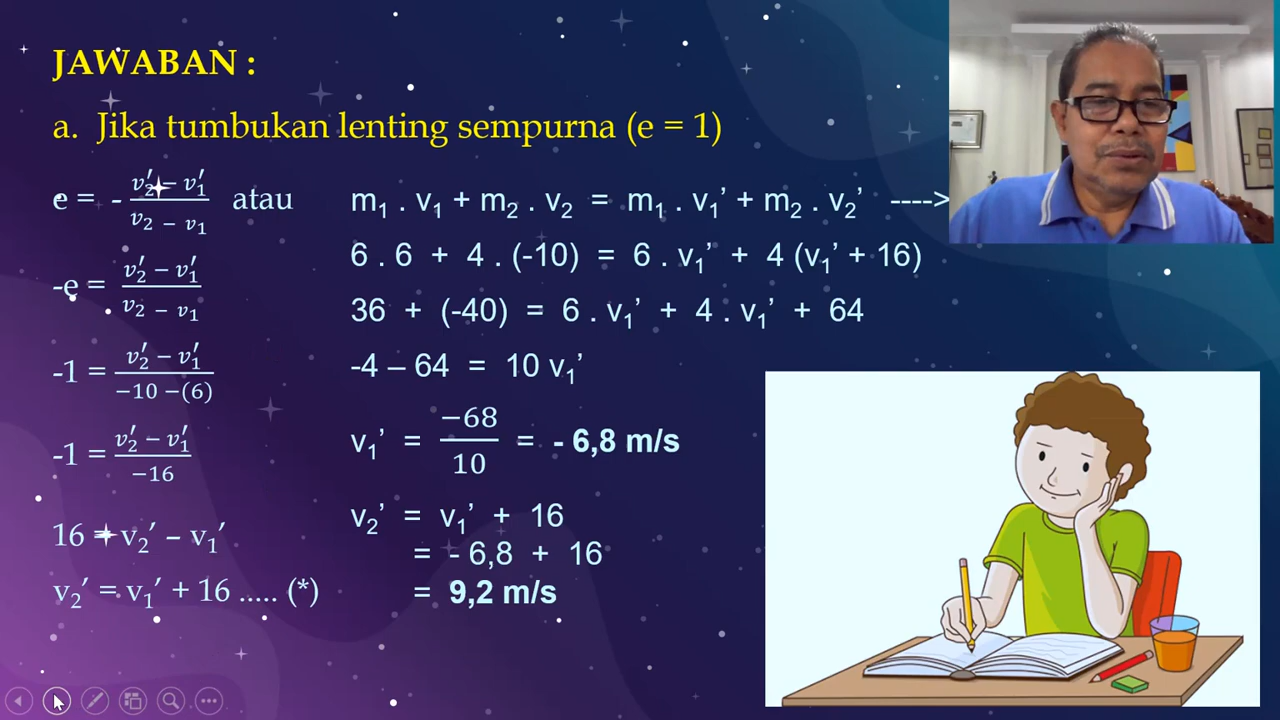 JAWABAN :
a. Jika tumbukan lenting sempurna (e = 1)
e = - (v₂′ − v₁′)/(v₂ − v₁) atau
-e = (v₂′ − v₁′)/(v₂ − v₁)
-1 = (v₂′ − v₁′)/(−10 −(6))
-1 = (v₂′ − v₁′)/(−16)
16 = v₂′ – v₁′
v₂′ = v₁′ + 16 ..... (*)
m₁ . v₁ + m₂ . v₂ = m₁ . v₁’ + m₂ . v₂’ ---->
6 . 6 + 4 . (-10) = 6 . v₁’ + 4 (v₁’ + 16)
36 + (-40) = 6 . v₁’ + 4 . v₁’ + 64
-4 – 64 = 10 v₁’
v₁’ = −68/10 = - 6,8 m/s
v₂’ = v₁’ + 16
= - 6,8 + 16
= 9,2 m/s